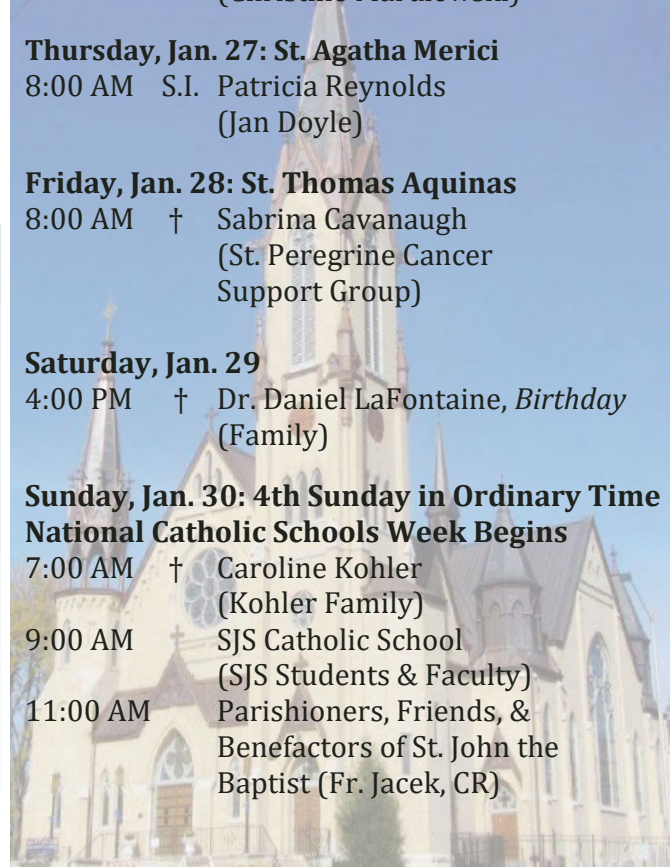 Thursday, Jan. 27: St. Agatha Merici
8:00 AM S.I. Patricia Reynolds
(Jan Doyle)
Friday, Jan. 28: St. Thomas Aquinas
8:00 AM † Sabrina Cavanaugh
(St. Peregrine Cancer
Support Group)
Saturday, Jan. 29
4:00 PM † Dr. Daniel LaFontaine, Birthday
(Family)
Sunday, Jan. 30: 4th Sunday in Ordinary Time
National Catholic Schools Week Begins
7:00 AM † Caroline Kohler
(Kohler Family)
9:00 AM SJS Catholic School
(SJS Students & Faculty)
11:00 AM Parishioners, Friends, &
Benefactors of St. John the
Baptist (Fr. Jacek, CR)